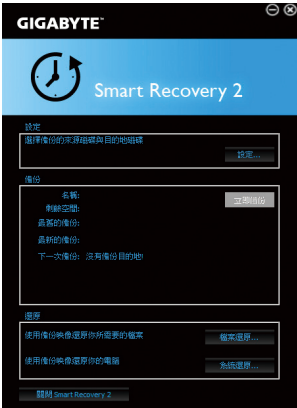 GIGABYTE™
Smart Recovery 2
設定
選擇備份的來源磁碟與目的地磁碟
設定...
備份
名稱:
立即備份
剩餘空間:
最舊的備份:
最新的備份:
下一次備份: 沒有備份目的地!
還原
使用備份映像還原你所需要的檔案
檔案還原...
使用備份映像還原你的電腦
系統還原...
關閉 Smart Recovery 2